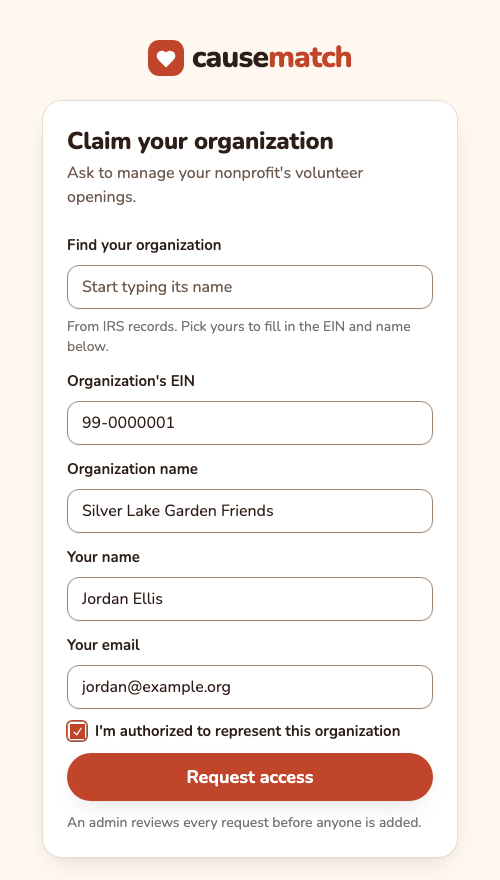 causematch
Claim your organization
Ask to manage your nonprofit's volunteer
openings.
Find your organization
Start typing its name
From IRS records. Pick yours to fill in the EIN and name
below.
Organization's EIN
99-0000001
Organization name
Silver Lake Garden Friends
Your name
Jordan Ellis
Your email
jordan@example.org
I'm authorized to represent this organization
Request access
An admin reviews every request before anyone is added.